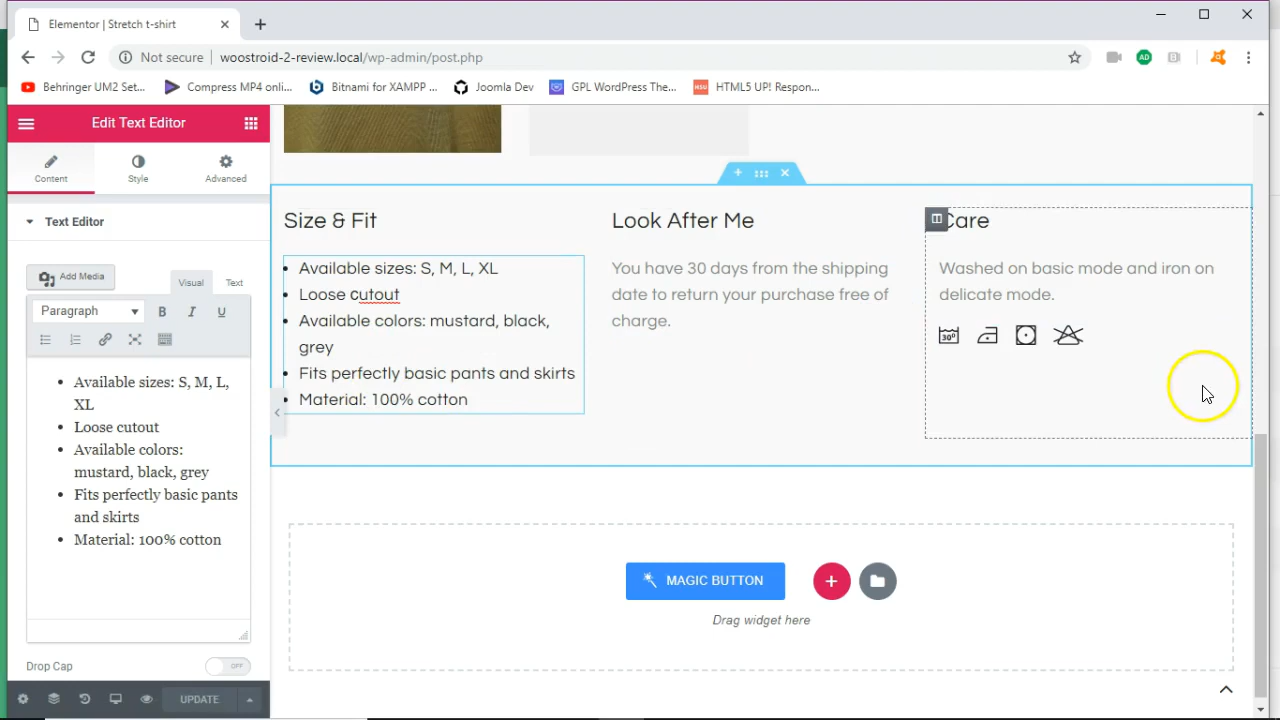 Elementor | Stretch t-shirt
Not secure woostroid-2-review.local/wp-admin/post.php
AD
Behringer UM2 Set...
Compress MP4 onli...
Bitnami for XAMPP ...
Joomla Dev
GPL WordPress The...
HTML5 UP! Respon...
Edit Text Editor
Content
Style
Advanced
Text Editor
Add Media
Visual
Text
Paragraph
B I U
Available sizes: S, M, L,
XL
Loose cutout
Available colors:
mustard, black, grey
Fits perfectly basic pants
and skirts
Material: 100% cotton
Drop Cap
OFF
UPDATE
Size & Fit
Available sizes: S, M, L, XL
Loose cutout
Available colors: mustard, black,
grey
Fits perfectly basic pants and skirts
Material: 100% cotton
Look After Me
You have 30 days from the shipping
date to return your purchase free of
charge.
Care
Washed on basic mode and iron on
delicate mode.
30°
MAGIC BUTTON
Drag widget here